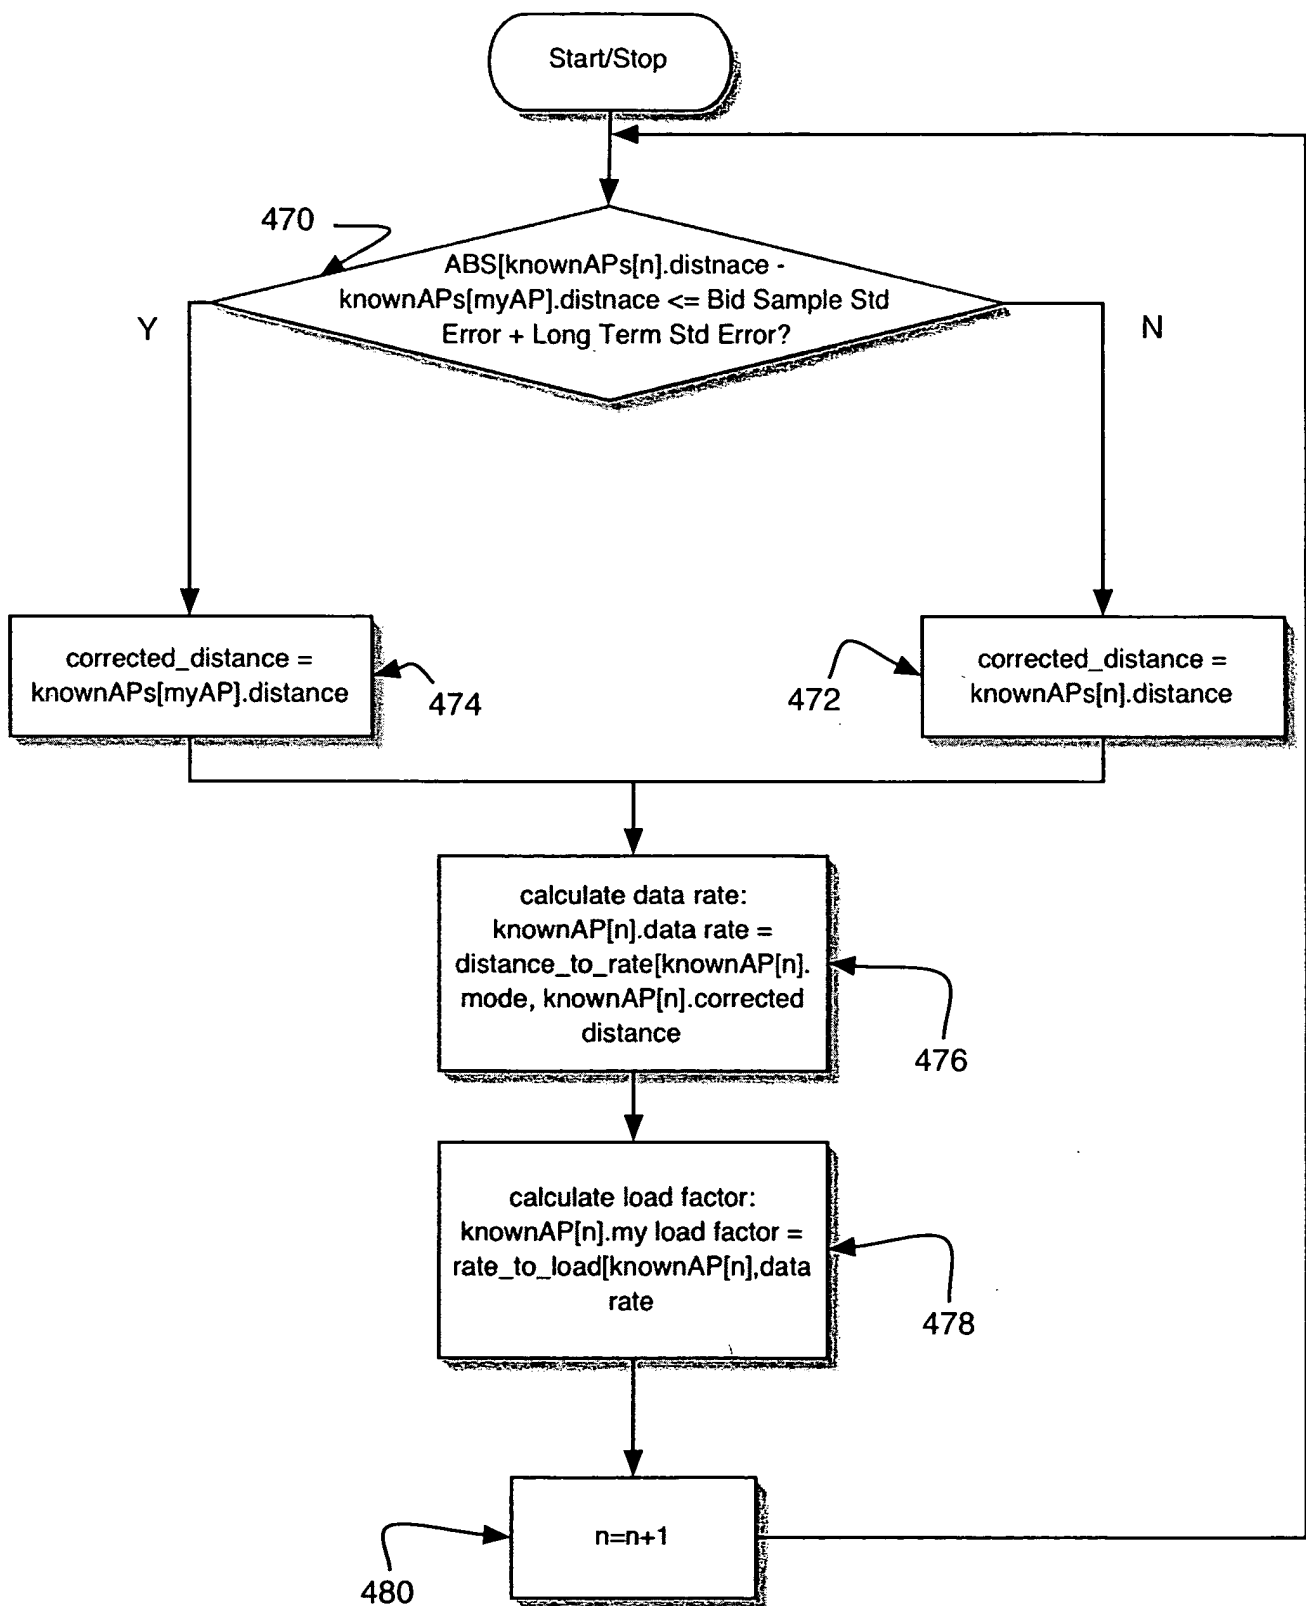 Start/Stop
470
ABS[knownAPs[n].distnace -
knownAPs[myAP].distnace <= Bid Sample Std
Error + Long Term Std Error?
Y
N
corrected_distance =
knownAPs[myAP].distance
474
472
corrected_distance =
knownAPs[n].distance
calculate data rate:
knownAP[n].data rate =
distance_to_rate[knownAP[n].
mode, knownAP[n].corrected
distance
476
calculate load factor:
knownAP[n].my load factor =
rate_to_load[knownAP[n],data
rate
478
n=n+1
480